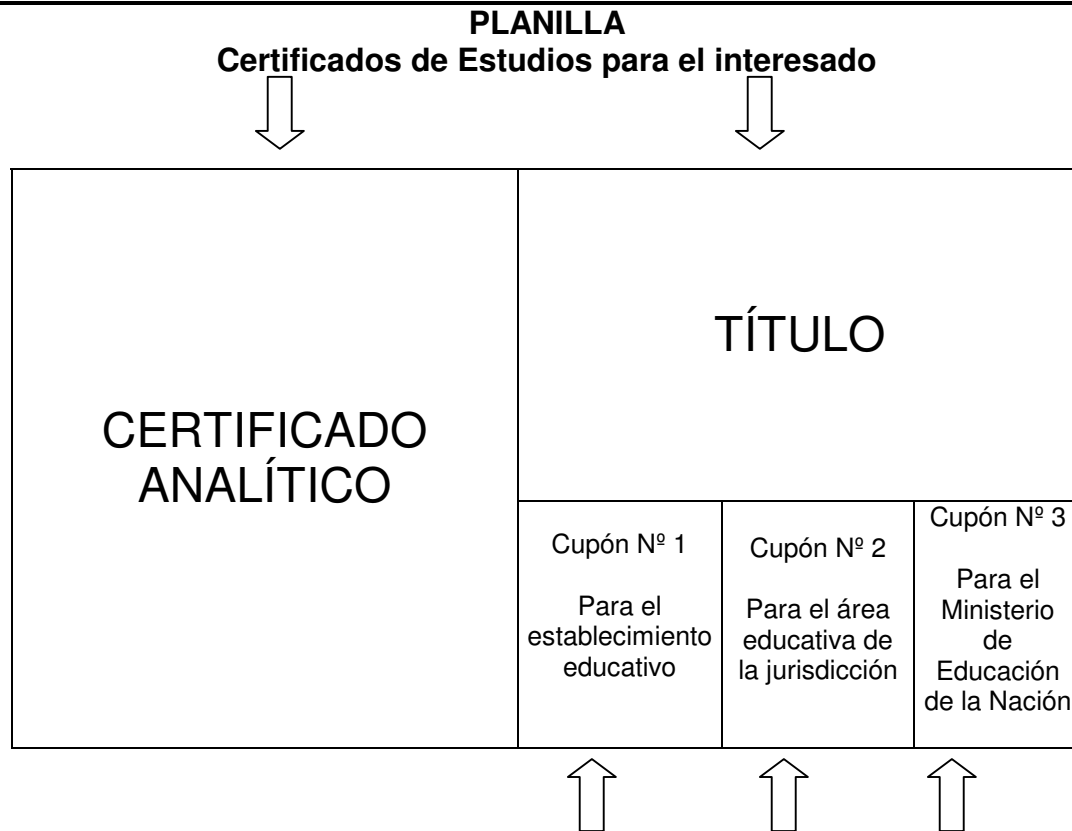 PLANILLA
Certificados de Estudios para el interesado
CERTIFICADO
ANALÍTICO
TÍTULO
Cupón Nº 1
Para el
establecimiento
educativo
Cupón Nº 2
Para el área
educativa de
la jurisdicción
Cupón Nº 3
Para el
Ministerio
de
Educación
de la Nación